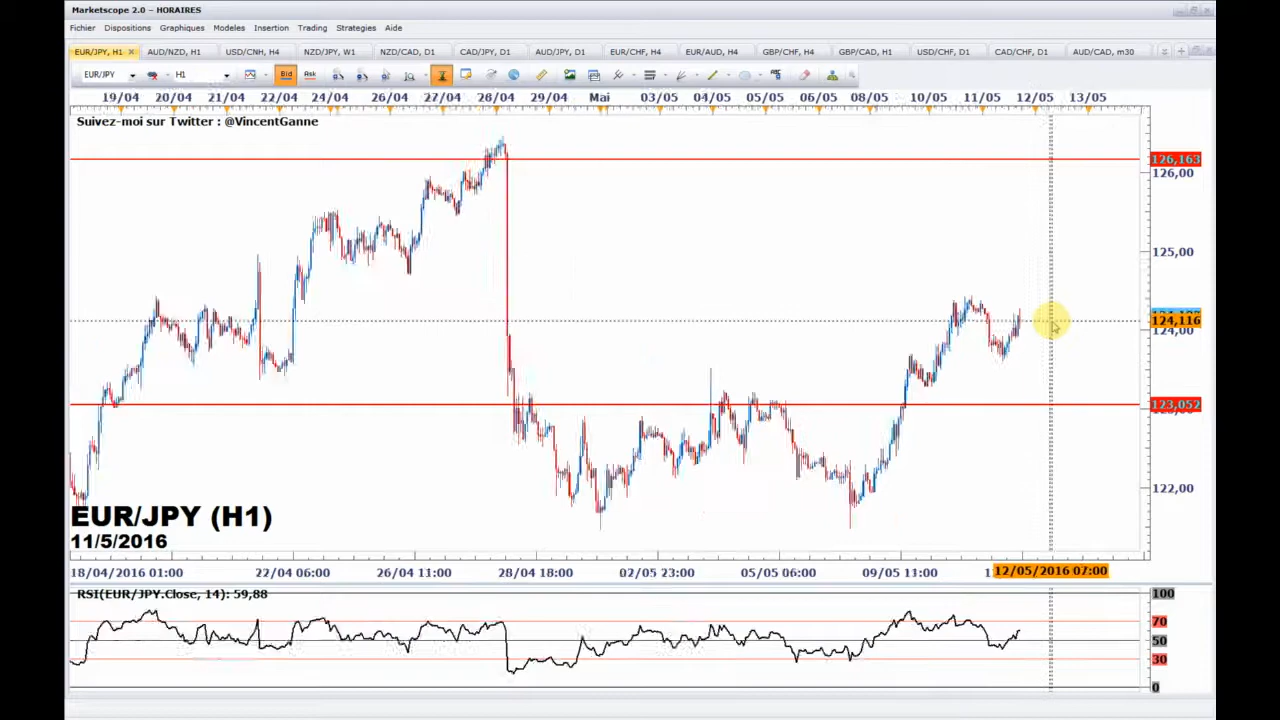 Marketscope 2.0 - HORAIRES
Fichier Dispositions Graphiques Modeles Insertion Trading Strategies Aide
EUR/JPY, H1 AUD/NZD, H1 USD/CNH, H4 NZD/JPY, W1 NZD/CAD, D1 CAD/JPY, D1 AUD/JPY, D1 EUR/CHF, H4 EUR/AUD, H4 GBP/CHF, H4 GBP/CAD, H1 USD/CHF, D1 CAD/CHF, D1 AUD/CAD, m30
EUR/JPY H1 Bid Ask
19/04 20/04 21/04 22/04 24/04 26/04 27/04 28/04 29/04 Mai 03/05 04/05 05/05 06/05 08/05 10/05 11/05 12/05 13/05
Suivez-moi sur Twitter : @VincentGanne
126,163
126,00
125,00
124,116
124,00
123,052
122,00
EUR/JPY (H1)
11/5/2016
18/04/2016 01:00 22/04 06:00 26/04 11:00 28/04 18:00 02/05 23:00 05/05 06:00 09/05 11:00 12/05/2016 07:00
RSI(EUR/JPY.Close, 14): 59,88
100
70
50
30
0